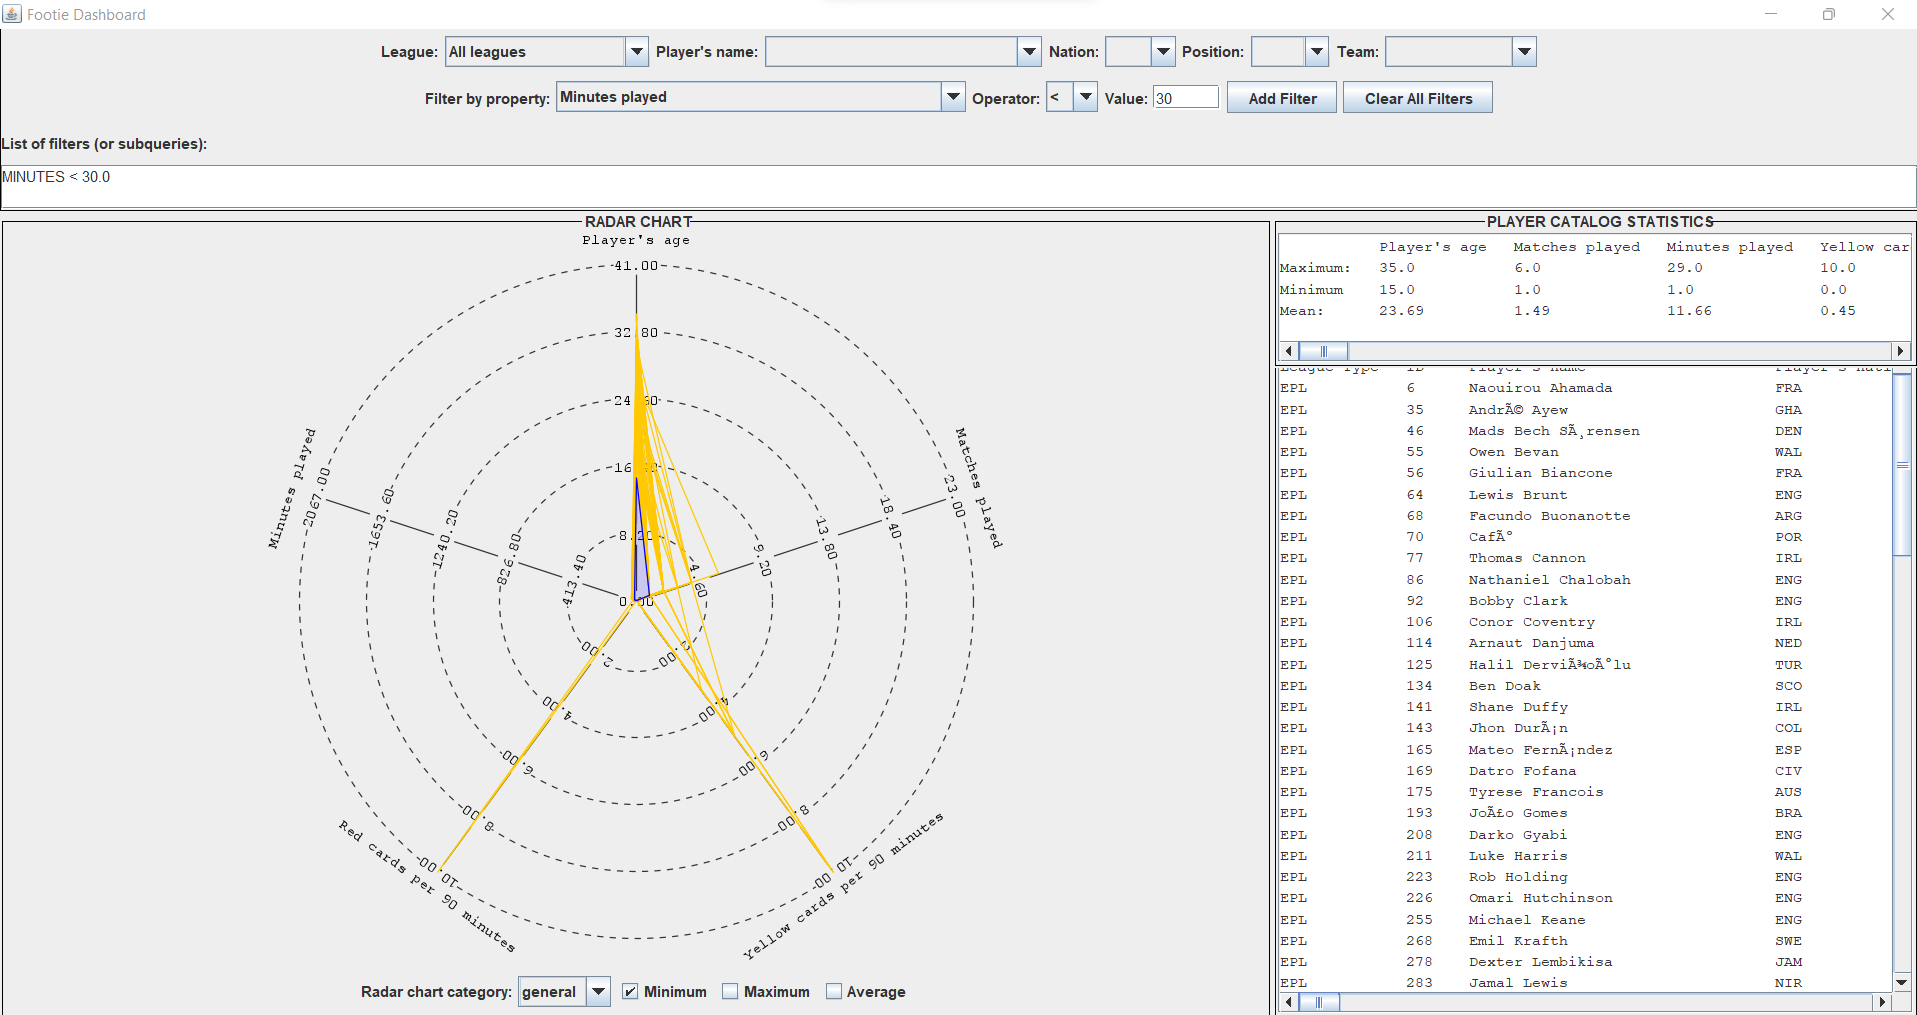 Footie Dashboard
League: All leagues Player's name: Nation: Position: Team:
Filter by property: Minutes played Operator: < Value: 30 Add Filter Clear All Filters
List of filters (or subqueries):
MINUTES < 30.0
RADAR CHART
Player's age
41.00
32.80
24.60
16.40
8.20
0.00
Matches played
23.00
18.40
13.80
9.20
4.60
Yellow cards per 90 minutes
10.00
8.00
6.00
4.00
2.00
Red cards per 90 minutes
10.00
8.00
6.00
4.00
2.00
Minutes played
2067.00
1653.60
1240.20
826.80
413.40
Radar chart category: general Minimum Maximum Average
PLAYER CATALOG STATISTICS
Player's age Matches played Minutes played Yellow car
Maximum: 35.0 6.0 29.0 10.0
Minimum 15.0 1.0 1.0 0.0
Mean: 23.69 1.49 11.66 0.45
League Type ID Player's name Player's nati
EPL 6 Naouirou Ahamada FRA
EPL 35 AndrÃ© Ayew GHA
EPL 46 Mads Bech SÃ¸rensen DEN
EPL 55 Owen Bevan WAL
EPL 56 Giulian Biancone FRA
EPL 64 Lewis Brunt ENG
EPL 68 Facundo Buonanotte ARG
EPL 70 CafÃº POR
EPL 77 Thomas Cannon IRL
EPL 86 Nathaniel Chalobah ENG
EPL 92 Bobby Clark ENG
EPL 106 Conor Coventry IRL
EPL 114 Arnaut Danjuma NED
EPL 125 Halil DerviÃ¾oÃ°lu TUR
EPL 134 Ben Doak SCO
EPL 141 Shane Duffy IRL
EPL 143 Jhon DurÃ¡n COL
EPL 165 Mateo FernÃ¡ndez ESP
EPL 169 Datro Fofana CIV
EPL 175 Tyrese Francois AUS
EPL 193 JoÃ£o Gomes BRA
EPL 208 Darko Gyabi ENG
EPL 211 Luke Harris WAL
EPL 223 Rob Holding ENG
EPL 226 Omari Hutchinson ENG
EPL 255 Michael Keane ENG
EPL 268 Emil Krafth SWE
EPL 278 Dexter Lembikisa JAM
EPL 283 Jamal Lewis NIR